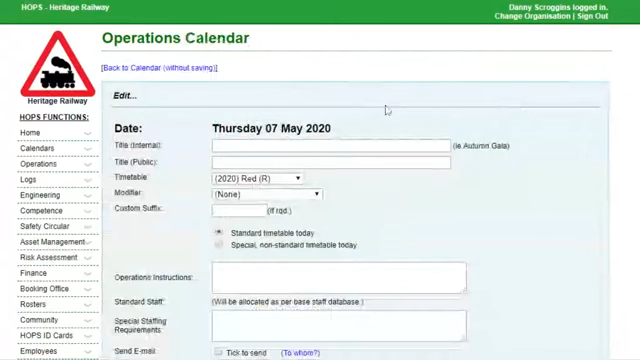 HOPS - Heritage Railway
Danny Scroggins logged in.
Change Organisation | Sign Out
Heritage Railway
HOPS FUNCTIONS:
Home
Calendars
Operations
Logs
Engineering
Competence
Safety Circular
Asset Management
Risk Assessment
Finance
Booking Office
Rosters
Community
HOPS ID Cards
Employees
Operations Calendar
[Back to Calendar (without saving)]
Edit...
Date: Thursday 07 May 2020
Title (Internal): (ie Autumn Gala)
Title (Public):
Timetable: (2020) Red (R)
Modifier: (None)
Custom Suffix: (If rqd.)
Standard timetable today
Special, non-standard timetable today
Operations Instructions:
Standard Staff: (Will be allocated as per base staff database.)
Special Staffing
Requirements:
Send E-mail: Tick to send (To whom?)